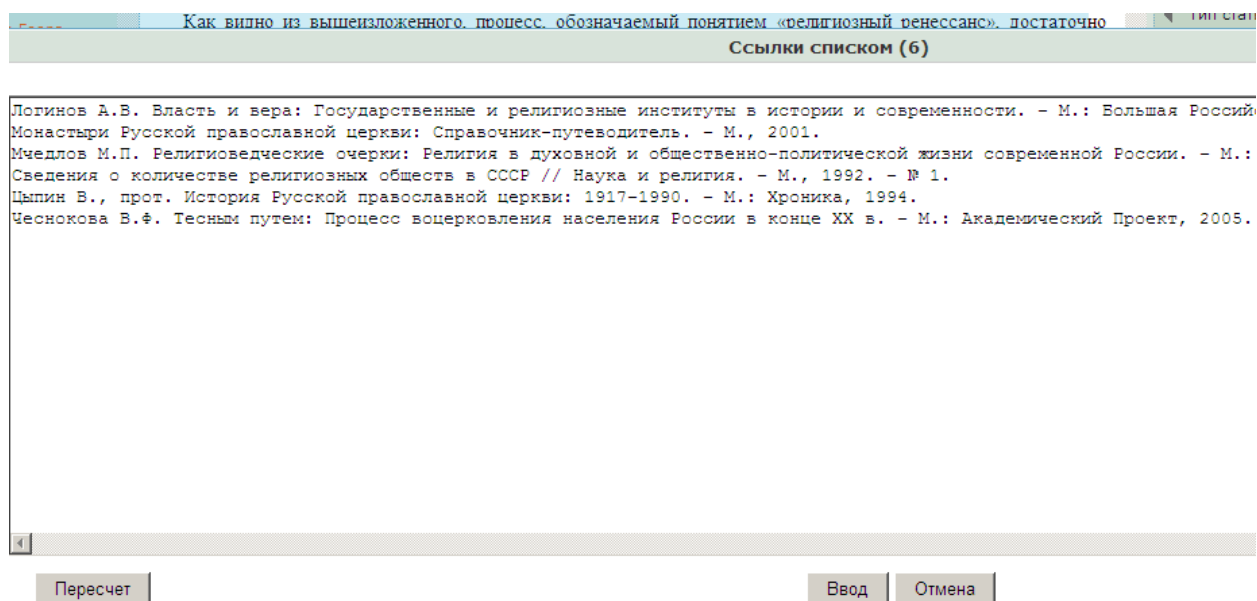 Как видно из вышеизложенного, процесс, обозначаемый понятием «религиозный ренессанс», достаточно
Тип
Ссылки списком (6)
Логинов А.В. Власть и вера: Государственные и религиозные институты в истории и современности. – М.: Большая
Монастыри Русской православной церкви: Справочник-путеводитель. – М., 2001.
Мчедлов М.П. Религиоведческие очерки: Религия в духовной и общественно-политической жизни современной России. – М.:
Сведения о количестве религиозных обществ в СССР // Наука и религия. – М., 1992. – № 1.
Цыпин В., прот. История Русской православной церкви: 1917-1990. – М.: Хроника, 1994.
Чеснокова В.Ф. Тесным путем: Процесс воцерковления населения России в конце XX в. – М.: Академический Проект, 2005.
Пересчет
Ввод
Отмена